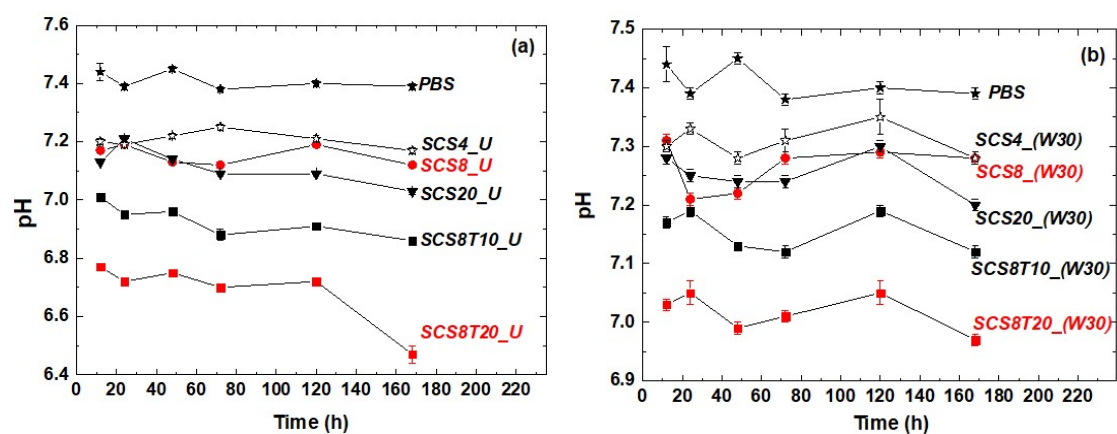 (a)
7.6
7.4
7.2
7.0
6.8
6.6
6.4
pH
PBS
SCS4_U
SCS8_U
SCS20_U
SCS8T10_U
SCS8T20_U
0 20 40 60 80 100 120 140 160 180 200 220
Time (h)
(b)
7.5
7.4
7.3
7.2
7.1
7.0
6.9
pH
PBS
SCS4_(W30)
SCS8_(W30)
SCS20_(W30)
SCS8T10_(W30)
SCS8T20_(W30)
0 20 40 60 80 100 120 140 160 180 200 220
Time (h)